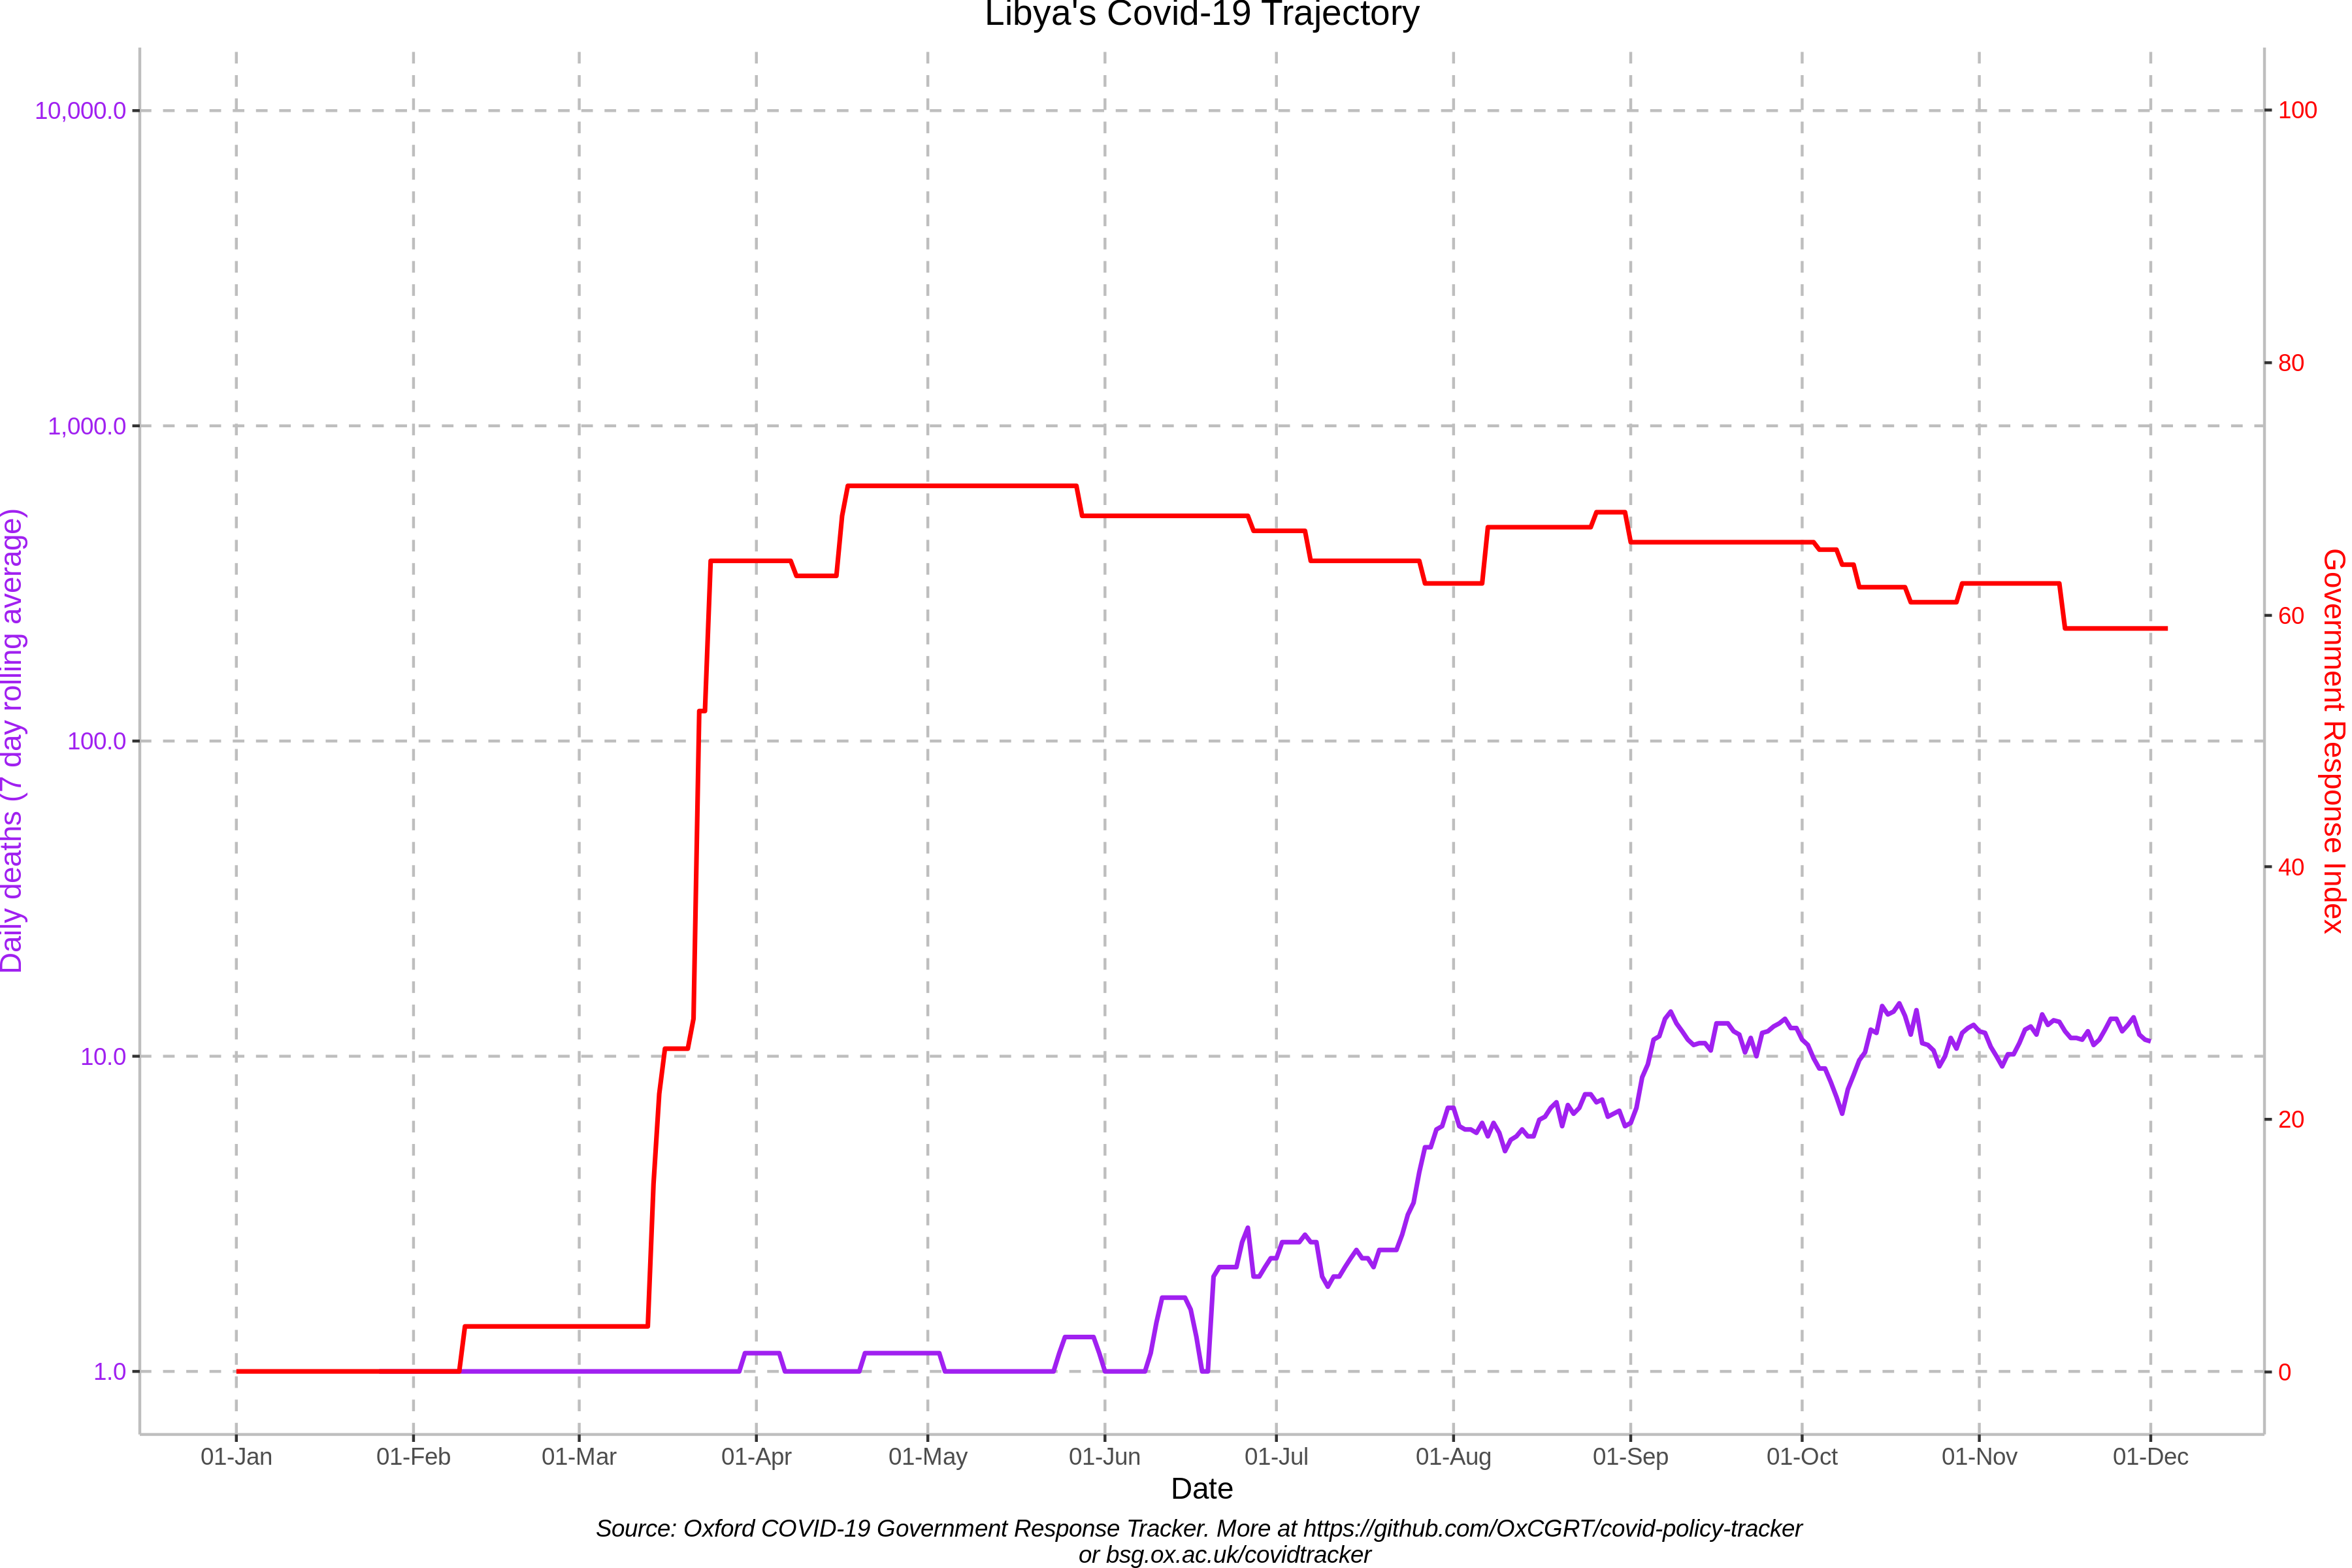 Libya's Covid-19 Trajectory
10,000.0
1,000.0
100.0
10.0
1.0
Daily deaths (7 day rolling average)
100
80
60
40
20
0
Government Response Index
01-Jan 01-Feb 01-Mar 01-Apr 01-May 01-Jun 01-Jul 01-Aug 01-Sep 01-Oct 01-Nov 01-Dec
Date
Source: Oxford COVID-19 Government Response Tracker. More at https://github.com/OxCGRT/covid-policy-tracker
or bsg.ox.ac.uk/covidtracker